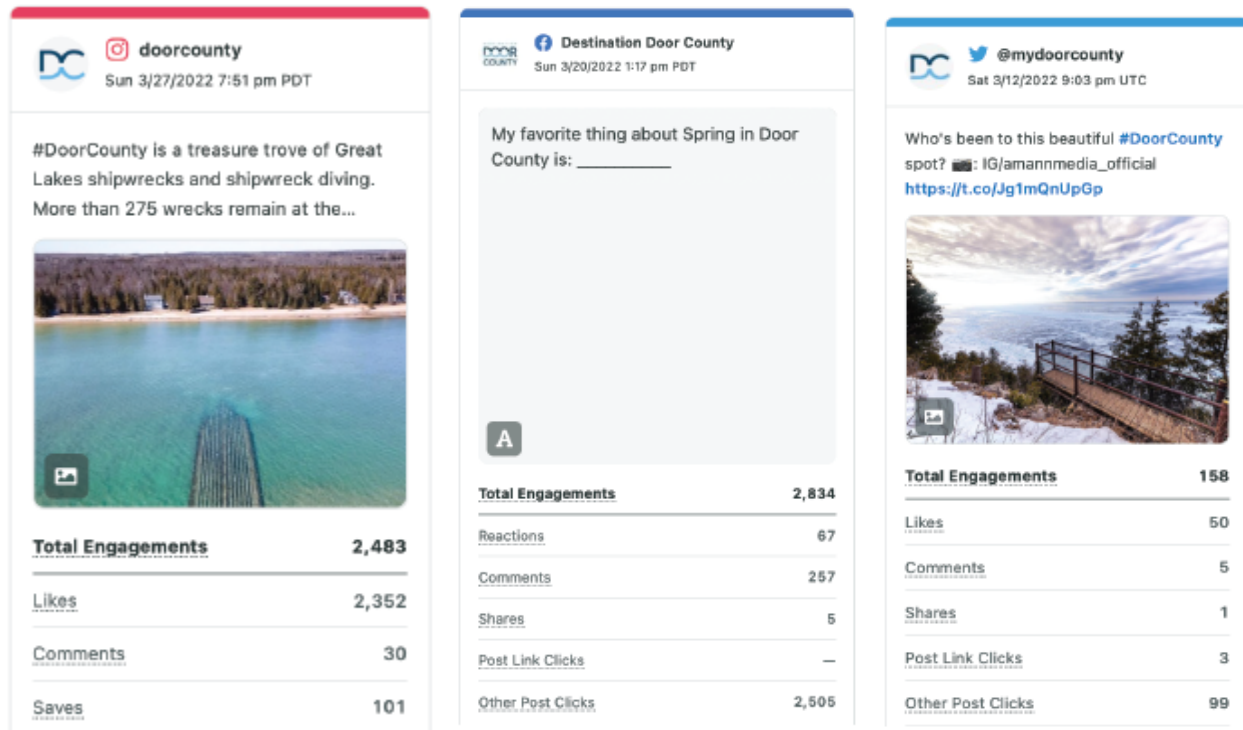 doorcounty
Sun 3/27/2022 7:51 pm PDT
#DoorCounty is a treasure trove of Great
Lakes shipwrecks and shipwreck diving.
More than 275 wrecks remain at the...
Total Engagements 2,483
Likes 2,352
Comments 30
Saves 101
DOOR
COUNTY
Destination Door County
Sun 3/20/2022 1:17 pm PDT
My favorite thing about Spring in Door
County is: ___________
A
Total Engagements 2,834
Reactions 67
Comments 257
Shares 5
Post Link Clicks —
Other Post Clicks 2,505
DC
@mydoorcounty
Sat 3/12/2022 9:03 pm UTC
Who's been to this beautiful #DoorCounty
spot? 📷: IG/amannmedia_official
https://t.co/Jg1mQnUpGp
Total Engagements 158
Likes 50
Comments 5
Shares 1
Post Link Clicks 3
Other Post Clicks 99